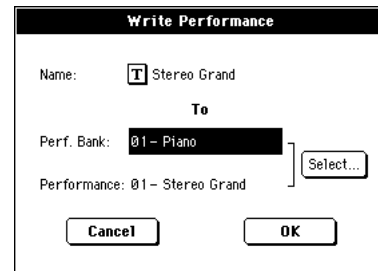 Write Performance
Name: T Stereo Grand
To
Perf. Bank: 01- Piano
Select...
Performance: 01- Stereo Grand
Cancel OK